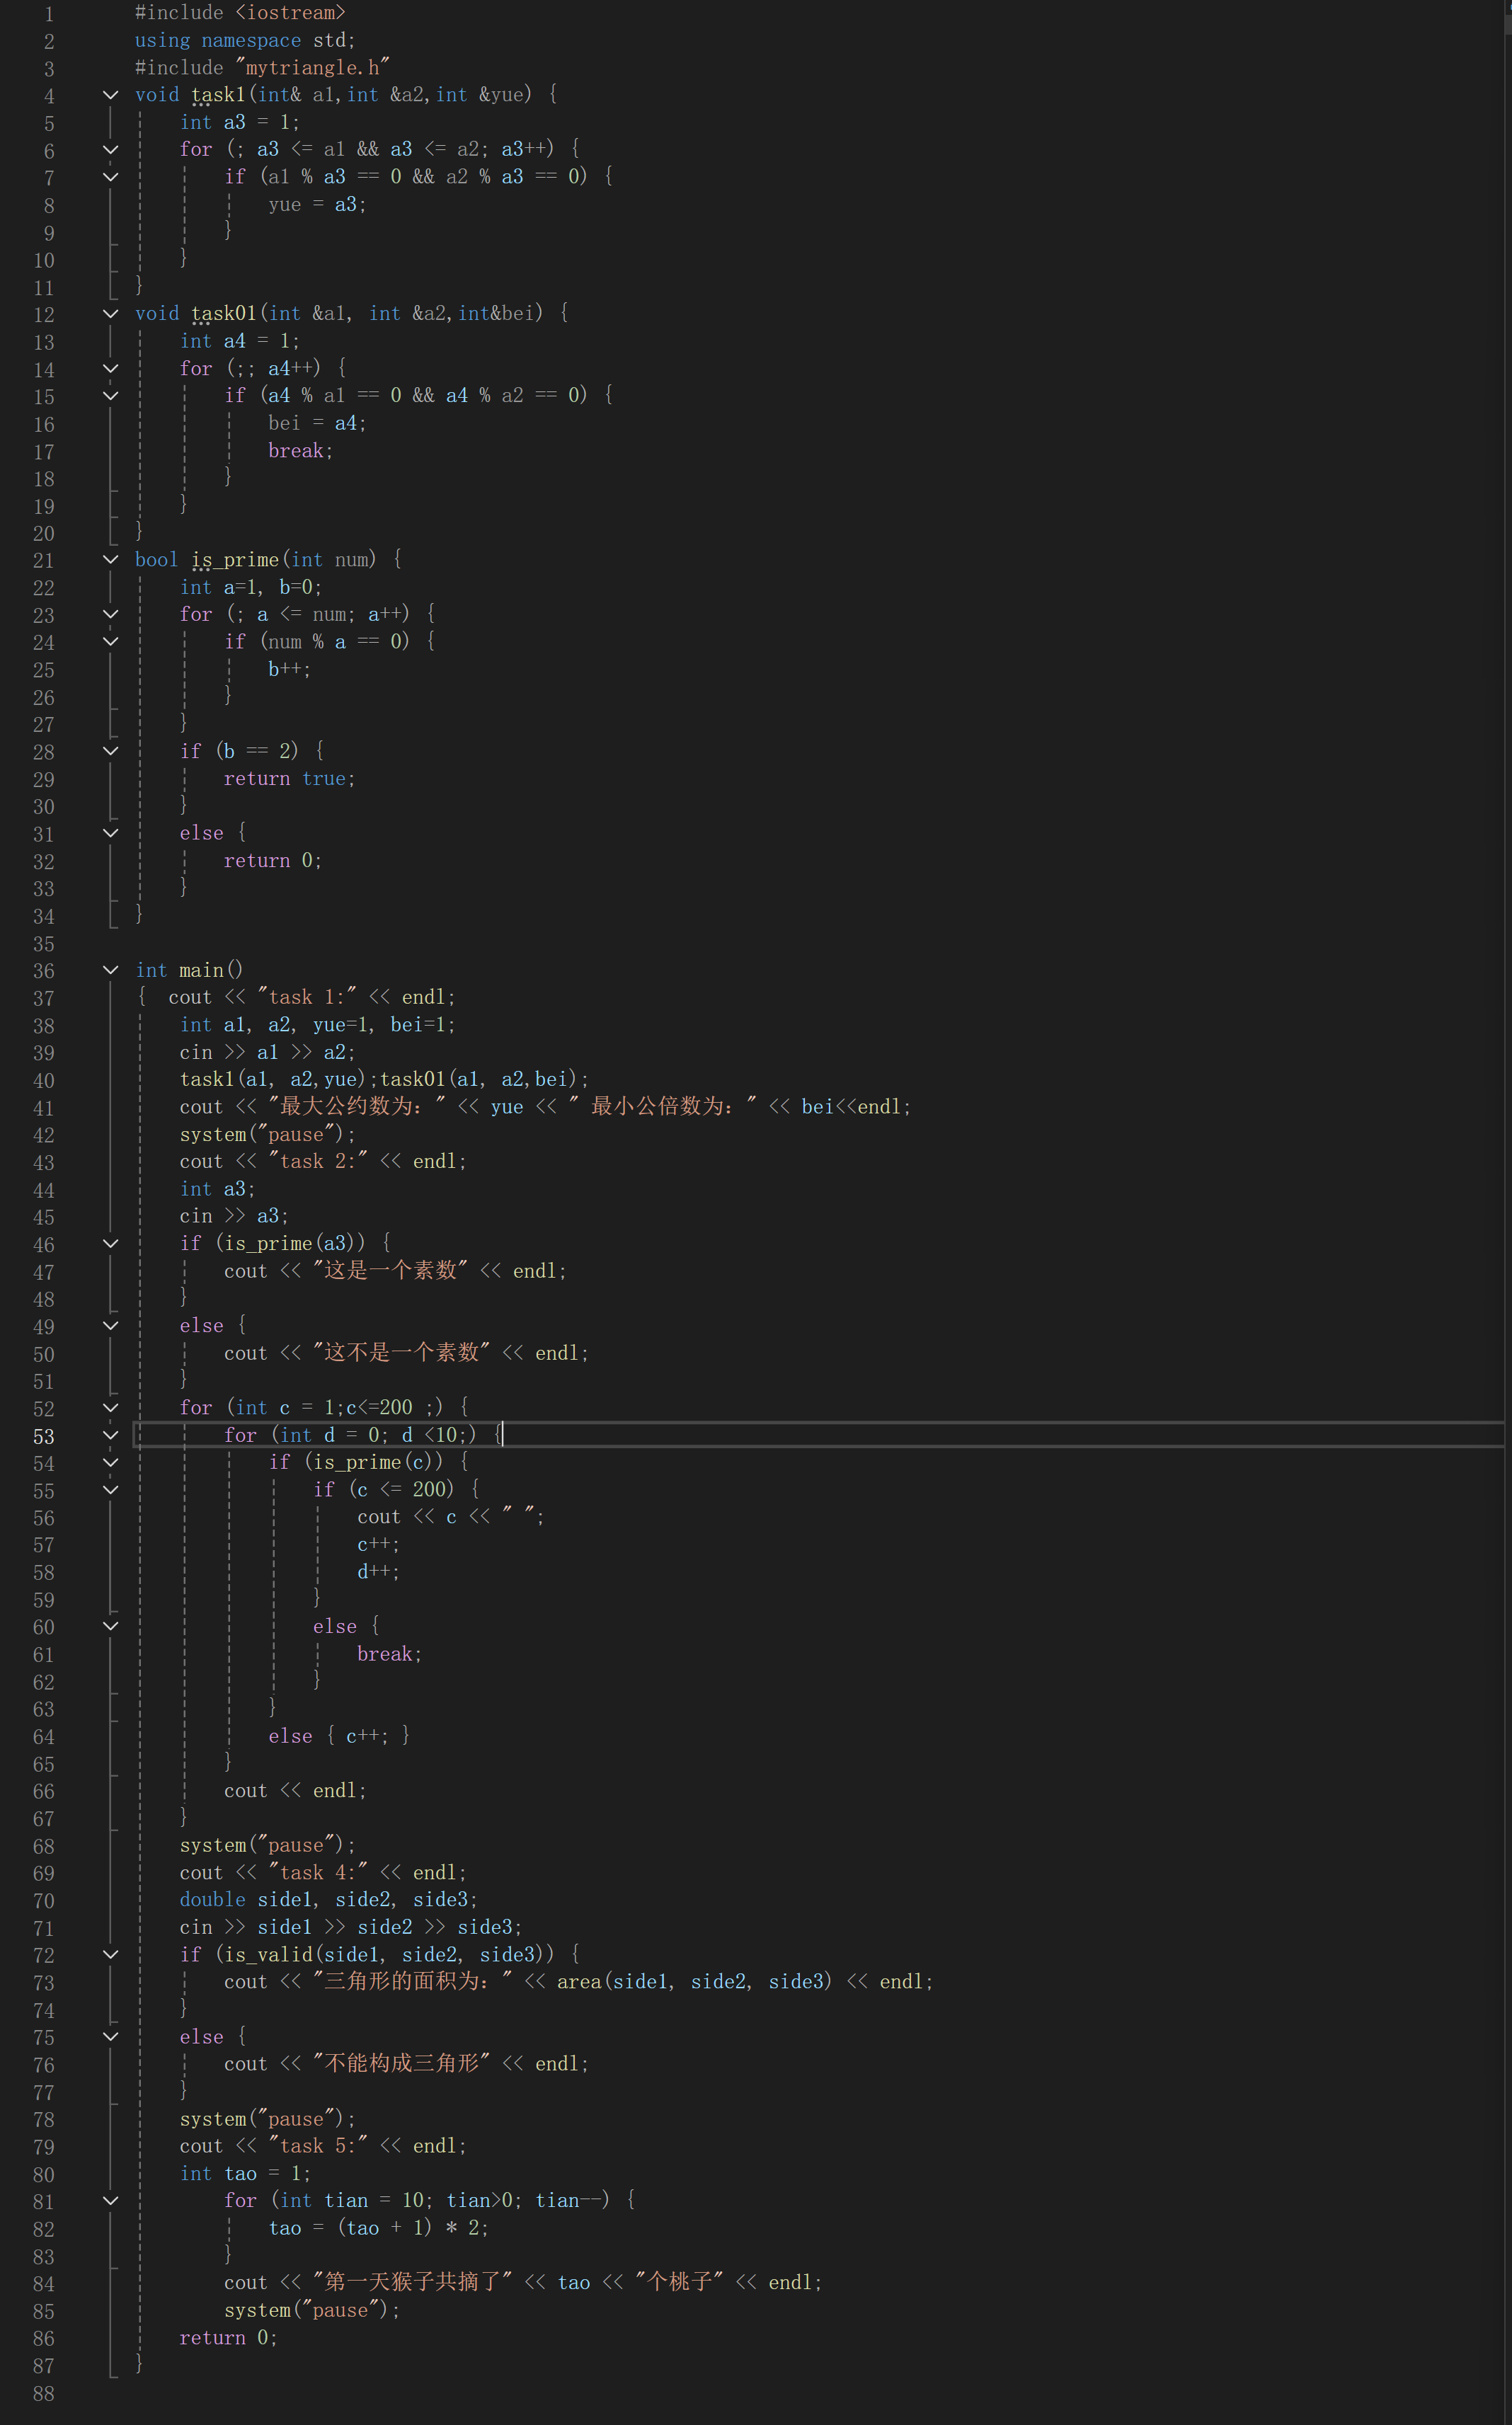 1 #include <iostream>
2 using namespace std;
3 #include "mytriangle.h"
4 void task1(int& a1,int &a2,int &yue) {
5 int a3 = 1;
6 for (; a3 <= a1 && a3 <= a2; a3++) {
7 if (a1 % a3 == 0 && a2 % a3 == 0) {
8 yue = a3;
9 }
10 }
11 }
12 void task01(int &a1, int &a2,int&bei) {
13 int a4 = 1;
14 for (;; a4++) {
15 if (a4 % a1 == 0 && a4 % a2 == 0) {
16 bei = a4;
17 break;
18 }
19 }
20 }
21 bool is_prime(int num) {
22 int a=1, b=0;
23 for (; a <= num; a++) {
24 if (num % a == 0) {
25 b++;
26 }
27 }
28 if (b == 2) {
29 return true;
30 }
31 else {
32 return 0;
33 }
34 }
35
36 int main()
37 { cout << "task 1:" << endl;
38 int a1, a2, yue=1, bei=1;
39 cin >> a1 >> a2;
40 task1(a1, a2,yue);task01(a1, a2,bei);
41 cout << "最大公约数为：" << yue << " 最小公倍数为：" << bei<<endl;
42 system("pause");
43 cout << "task 2:" << endl;
44 int a3;
45 cin >> a3;
46 if (is_prime(a3)) {
47 cout << "这是一个素数" << endl;
48 }
49 else {
50 cout << "这不是一个素数" << endl;
51 }
52 for (int c = 1;c<=200 ;) {
53 for (int d = 0; d <10;) {
54 if (is_prime(c)) {
55 if (c <= 200) {
56 cout << c << " ";
57 c++;
58 d++;
59 }
60 else {
61 break;
62 }
63 }
64 else { c++; }
65 }
66 cout << endl;
67 }
68 system("pause");
69 cout << "task 4:" << endl;
70 double side1, side2, side3;
71 cin >> side1 >> side2 >> side3;
72 if (is_valid(side1, side2, side3)) {
73 cout << "三角形的面积为：" << area(side1, side2, side3) << endl;
74 }
75 else {
76 cout << "不能构成三角形" << endl;
77 }
78 system("pause");
79 cout << "task 5:" << endl;
80 int tao = 1;
81 for (int tian = 10; tian>0; tian--) {
82 tao = (tao + 1) * 2;
83 }
84 cout << "第一天猴子共摘了" << tao << "个桃子" << endl;
85 system("pause");
86 return 0;
87 }
88